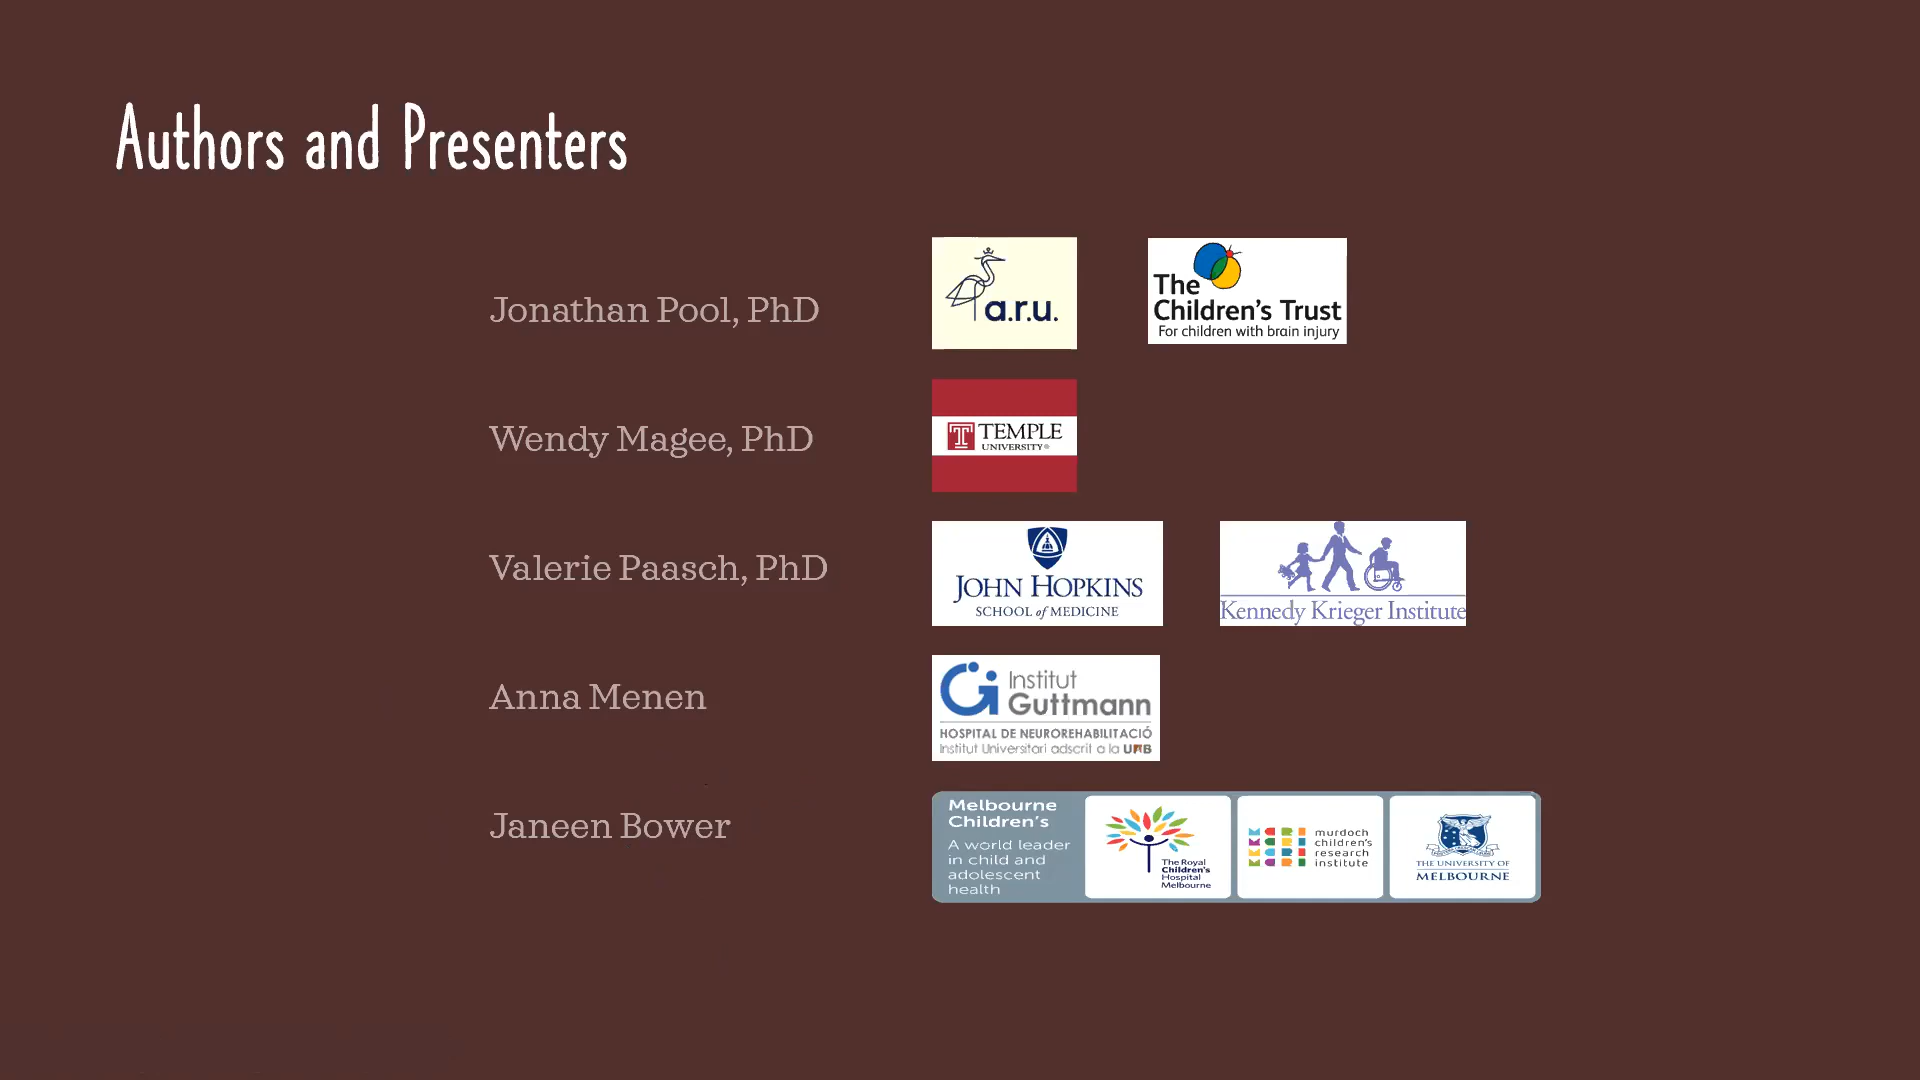 Authors and Presenters
Jonathan Pool, PhD
a.r.u.
The
Children's Trust
For children with brain injury
Wendy Magee, PhD
TEMPLE
UNIVERSITY®
Valerie Paasch, PhD
JOHN HOPKINS
SCHOOL of MEDICINE
Kennedy Krieger Institute
Anna Menen
Institut
Guttmann
HOSPITAL DE NEUROREHABILITACIÓ
Institut Universitari adscrit a la UAB
Janeen Bower
Melbourne
Children's
A world leader
in child and
adolescent
health
The Royal
Children's
Hospital
Melbourne
murdoch
children's
research
institute
THE UNIVERSITY OF
MELBOURNE